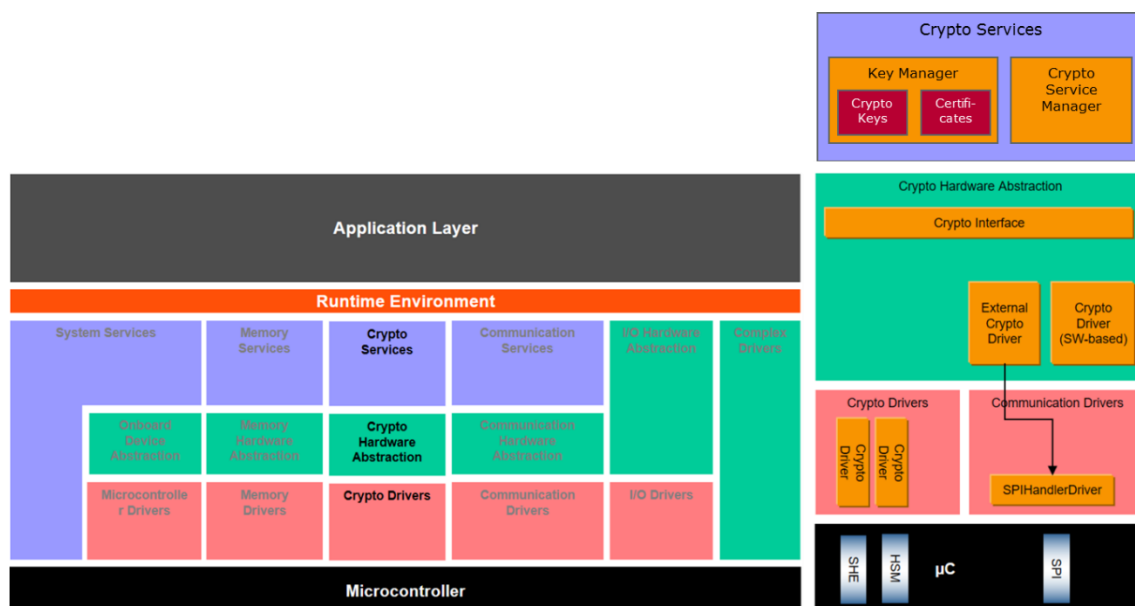 Crypto Services
Key Manager
Crypto
Keys
Certifi-
cates
Crypto
Service
Manager
Application Layer
Runtime Environment
System Services
Memory
Services
Crypto
Services
Communication
Services
I/O Hardware
Abstraction
Complex
Drivers
Onboard
Device
Abstraction
Memory
Hardware
Abstraction
Crypto
Hardware
Abstraction
Communication
Hardware
Abstraction
Microcontrolle
r Drivers
Memory
Drivers
Crypto Drivers
Communication
Drivers
I/O Drivers
Microcontroller
Crypto Hardware Abstraction
Crypto Interface
External
Crypto
Driver
Crypto
Driver
(SW-based)
Crypto Drivers
Crypto
Driver
Crypto
Driver
Communication Drivers
SPIHandlerDriver
SHE
HSM
µC
SPI